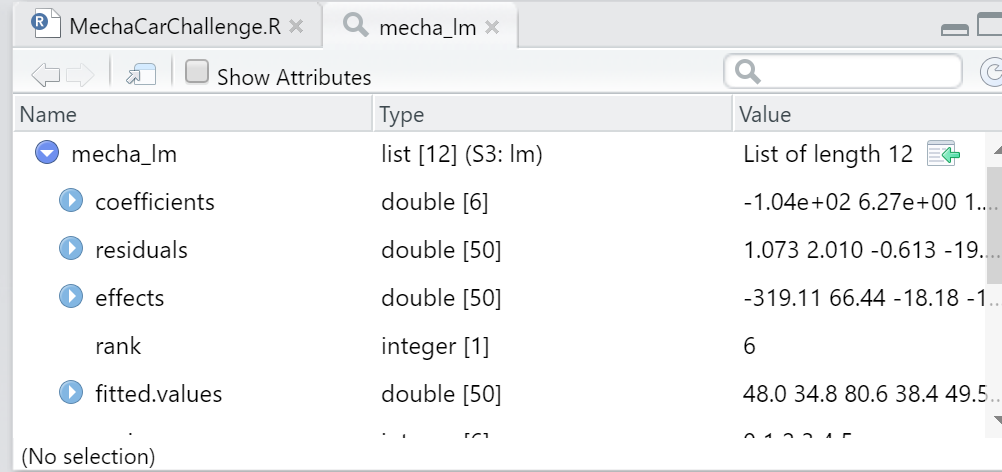 MechaCarChallenge.R mecha_lm
Show Attributes
Name Type Value
mecha_lm list [12] (S3: lm) List of length 12
coefficients double [6] -1.04e+02 6.27e+00 1....
residuals double [50] 1.073 2.010 -0.613 -19....
effects double [50] -319.11 66.44 -18.18 -1...
rank integer [1] 6
fitted.values double [50] 48.0 34.8 80.6 38.4 49.5...
(No selection)